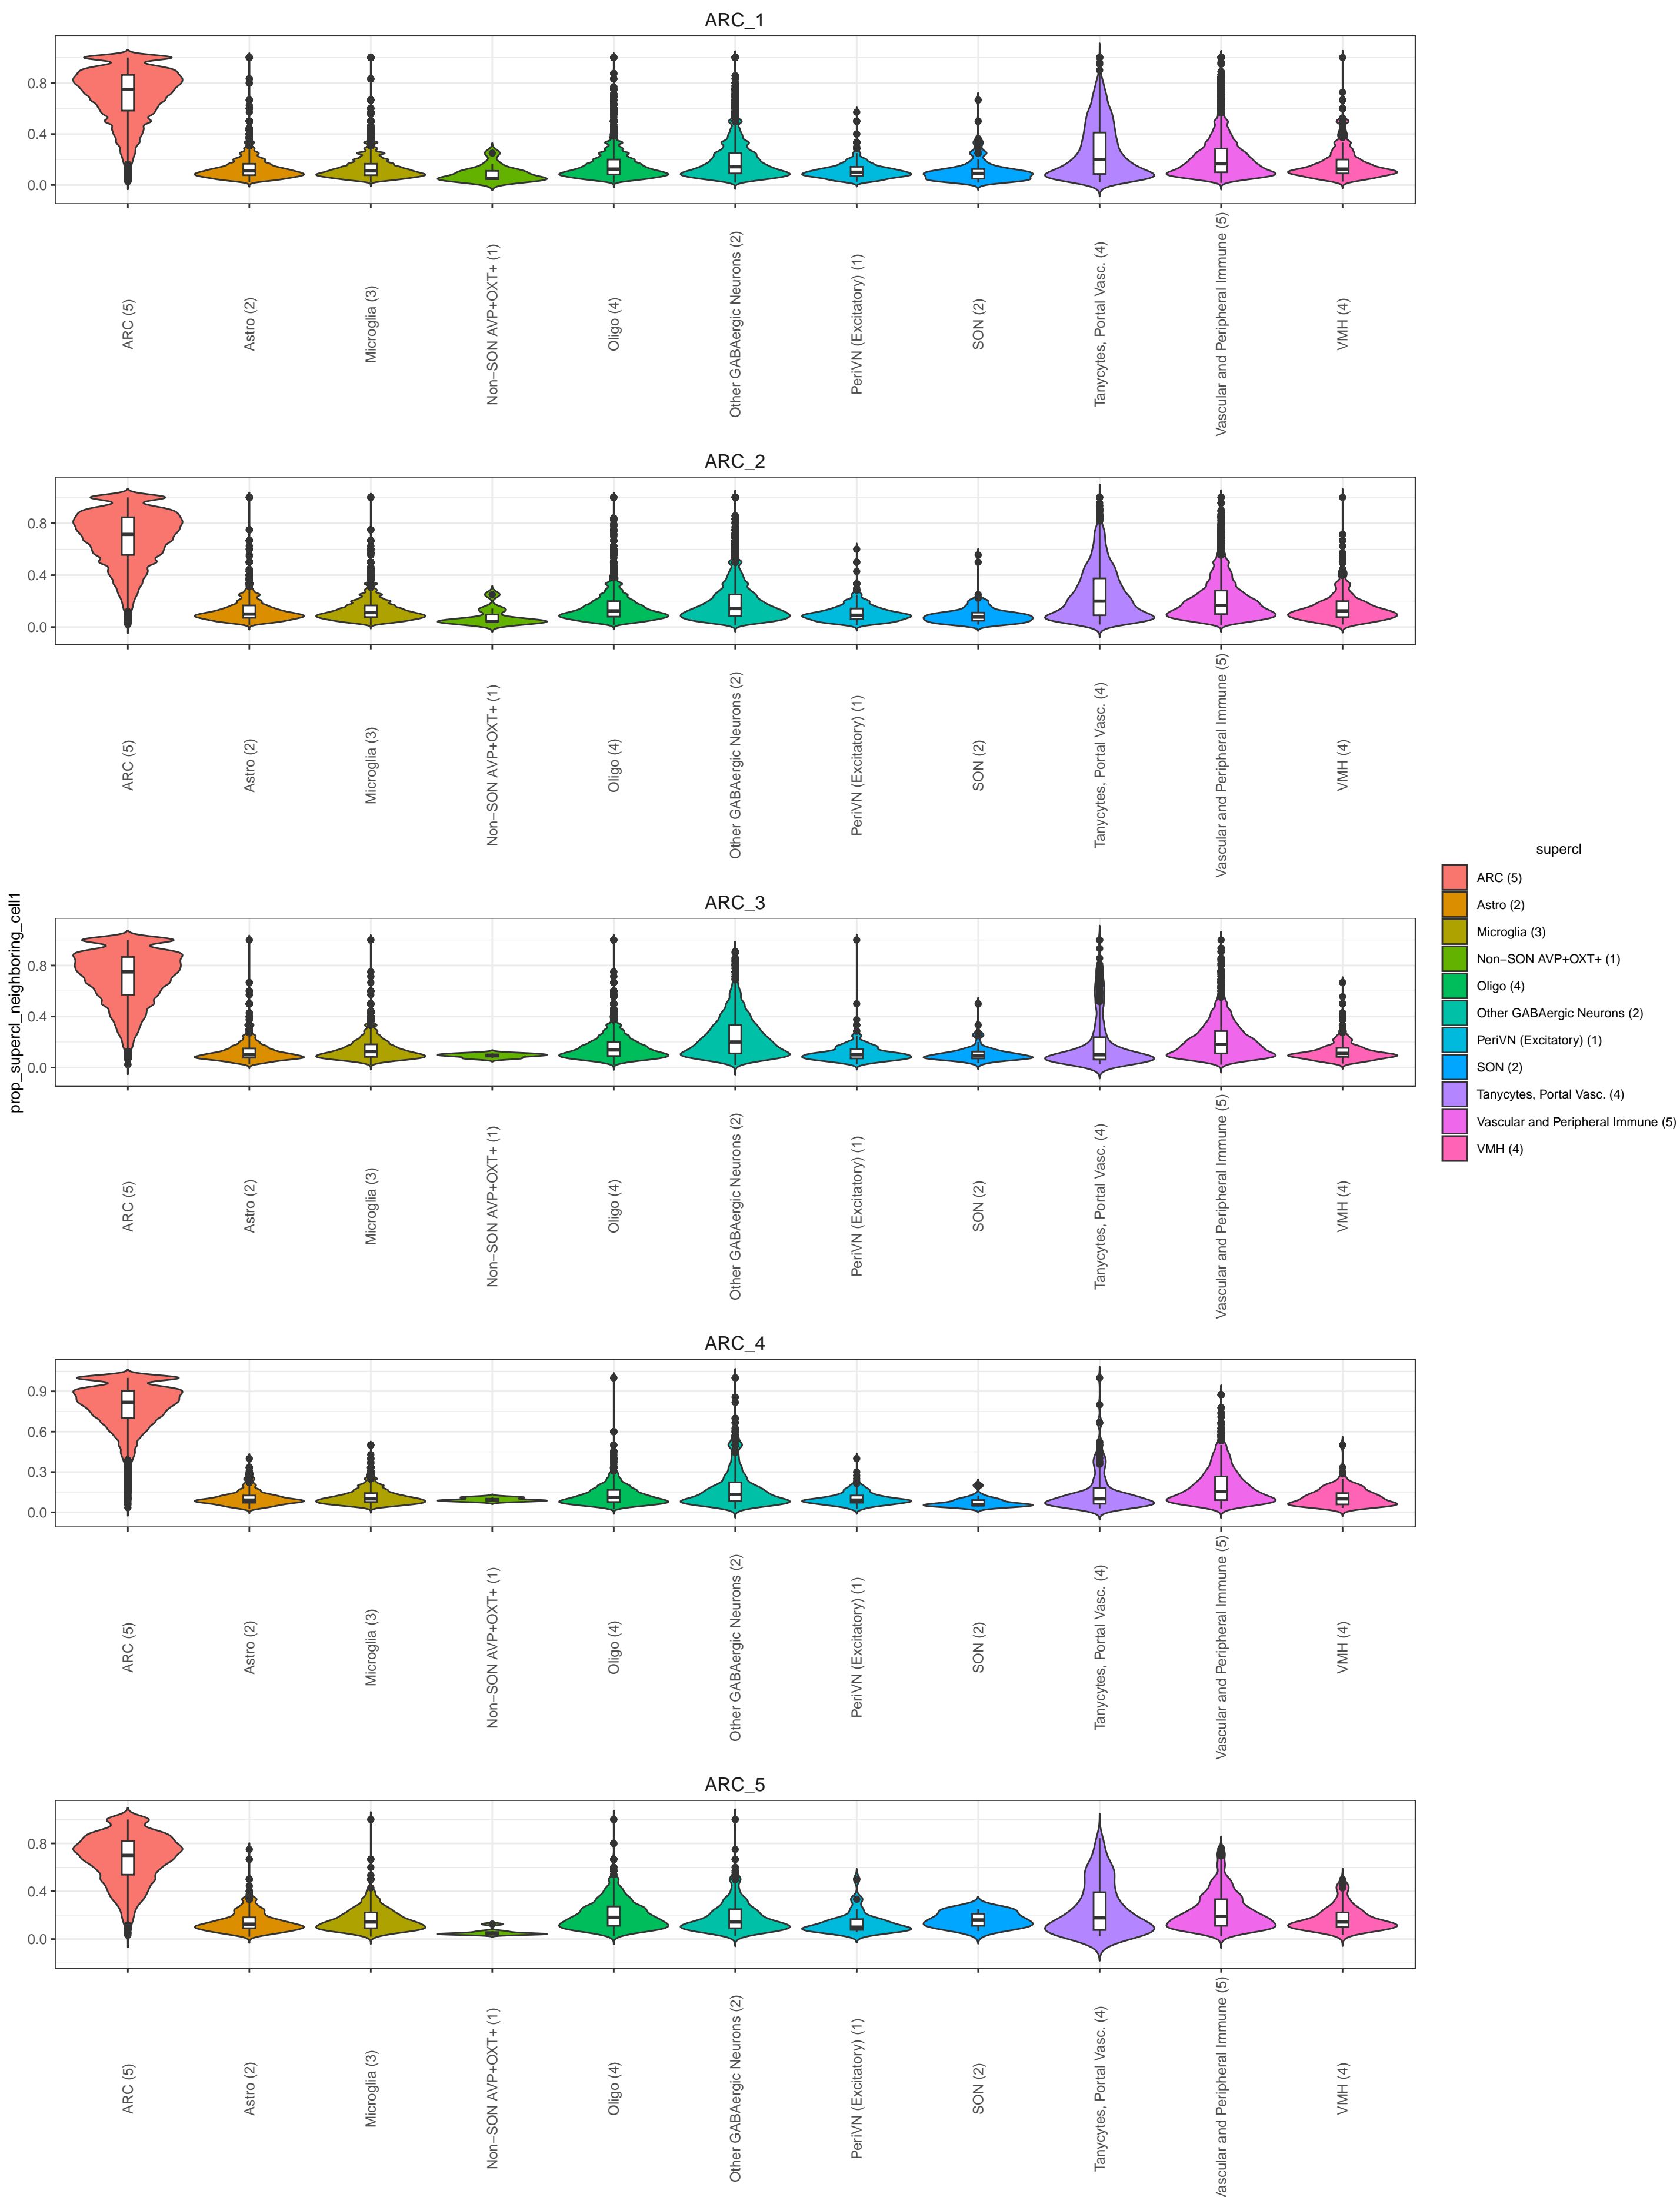 ARC_1
0.8
0.4
0.0
ARC (5)
Astro (2)
Microglia (3)
Non−SON AVP+OXT+ (1)
Oligo (4)
Other GABAergic Neurons (2)
PeriVN (Excitatory) (1)
SON (2)
Tanycytes, Portal Vasc. (4)
Vascular and Peripheral Immune (5)
VMH (4)
ARC_2
0.8
0.4
0.0
ARC (5)
Astro (2)
Microglia (3)
Non−SON AVP+OXT+ (1)
Oligo (4)
Other GABAergic Neurons (2)
PeriVN (Excitatory) (1)
SON (2)
Tanycytes, Portal Vasc. (4)
Vascular and Peripheral Immune (5)
VMH (4)
prop_supercl_neighboring_cell1
ARC_3
0.8
0.4
0.0
ARC (5)
Astro (2)
Microglia (3)
Non−SON AVP+OXT+ (1)
Oligo (4)
Other GABAergic Neurons (2)
PeriVN (Excitatory) (1)
SON (2)
Tanycytes, Portal Vasc. (4)
Vascular and Peripheral Immune (5)
VMH (4)
supercl
ARC (5)
Astro (2)
Microglia (3)
Non−SON AVP+OXT+ (1)
Oligo (4)
Other GABAergic Neurons (2)
PeriVN (Excitatory) (1)
SON (2)
Tanycytes, Portal Vasc. (4)
Vascular and Peripheral Immune (5)
VMH (4)
ARC_4
0.9
0.6
0.3
0.0
ARC (5)
Astro (2)
Microglia (3)
Non−SON AVP+OXT+ (1)
Oligo (4)
Other GABAergic Neurons (2)
PeriVN (Excitatory) (1)
SON (2)
Tanycytes, Portal Vasc. (4)
Vascular and Peripheral Immune (5)
VMH (4)
ARC_5
0.8
0.4
0.0
ARC (5)
Astro (2)
Microglia (3)
Non−SON AVP+OXT+ (1)
Oligo (4)
Other GABAergic Neurons (2)
PeriVN (Excitatory) (1)
SON (2)
Tanycytes, Portal Vasc. (4)
Vascular and Peripheral Immune (5)
VMH (4)